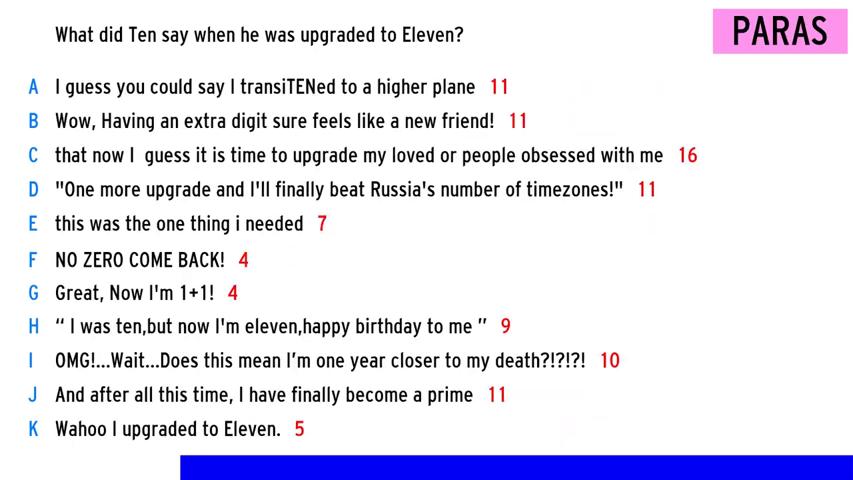 What did Ten say when he was upgraded to Eleven?
PARAS
A I guess you could say I transiTENed to a higher plane 11
B Wow, Having an extra digit sure feels like a new friend! 11
C that now I guess it is time to upgrade my loved or people obsessed with me 16
D "One more upgrade and I'll finally beat Russia's number of timezones!" 11
E this was the one thing i needed 7
F NO ZERO COME BACK! 4
G Great, Now I'm 1+1! 4
H “ I was ten,but now I'm eleven,happy birthday to me ” 9
I OMG!...Wait...Does this mean I’m one year closer to my death?!?!?! 10
J And after all this time, I have finally become a prime 11
K Wahoo I upgraded to Eleven. 5